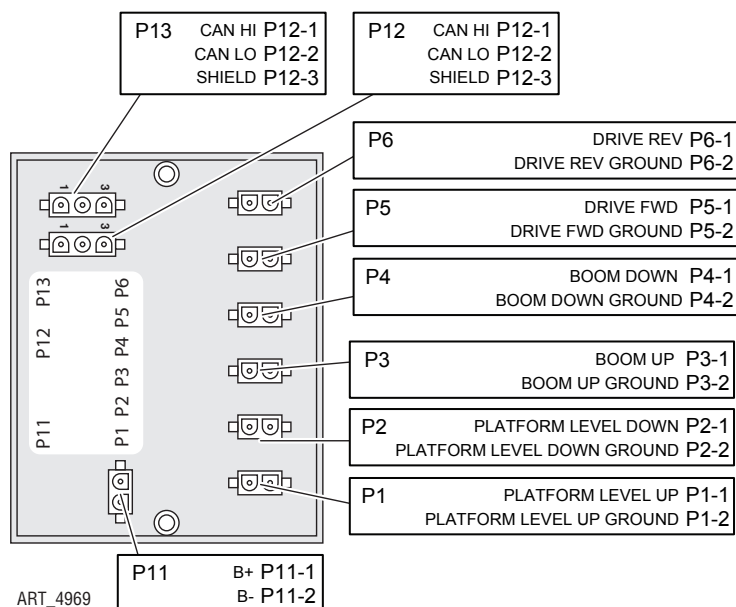 P13 CAN HI P12-1
CAN LO P12-2
SHIELD P12-3
P12 CAN HI P12-1
CAN LO P12-2
SHIELD P12-3
P6 DRIVE REV P6-1
DRIVE REV GROUND P6-2
P5 DRIVE FWD P5-1
DRIVE FWD GROUND P5-2
P4 BOOM DOWN P4-1
BOOM DOWN GROUND P4-2
P3 BOOM UP P3-1
BOOM UP GROUND P3-2
P2 PLATFORM LEVEL DOWN P2-1
PLATFORM LEVEL DOWN GROUND P2-2
P1 PLATFORM LEVEL UP P1-1
PLATFORM LEVEL UP GROUND P1-2
1 3
1 3
P11 P12 P13
P1 P2 P3 P4 P5 P6
P11 B+ P11-1
B- P11-2
ART_4969